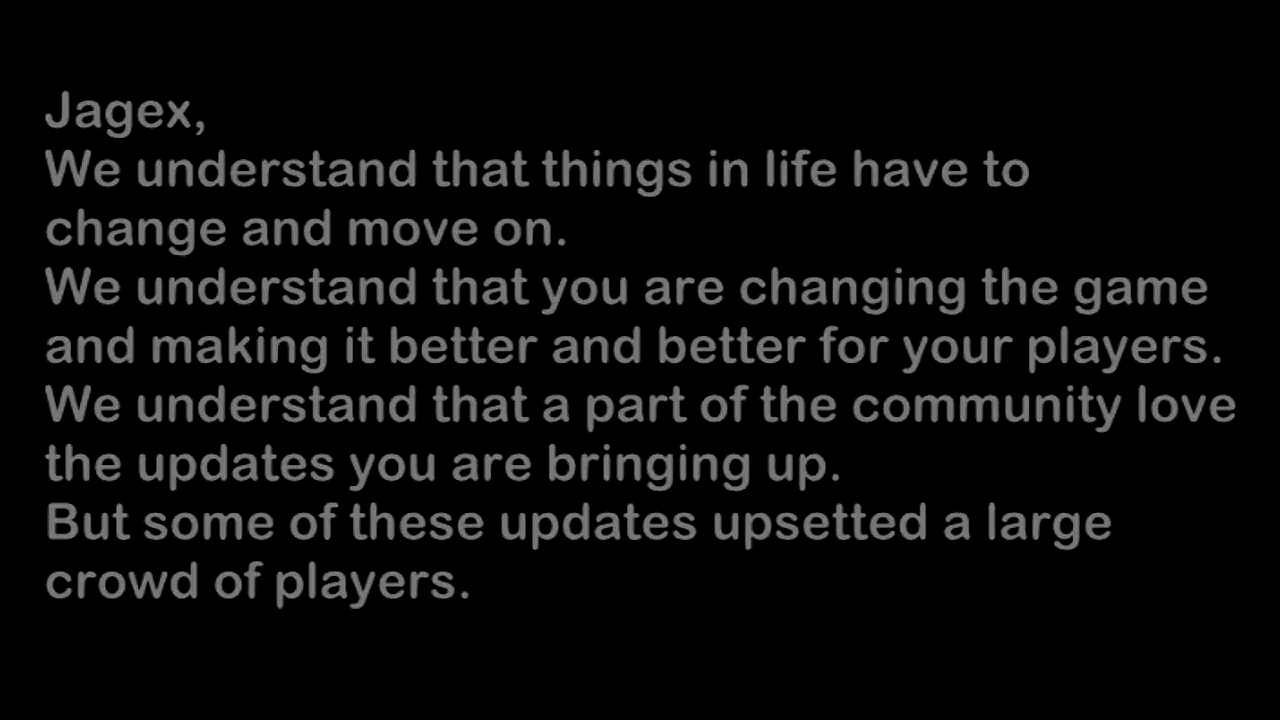 Jagex,
We understand that things in life have to
change and move on.
We understand that you are changing the game
and making it better and better for your players.
We understand that a part of the community love
the updates you are bringing up.
But some of these updates upsetted a large
crowd of players.